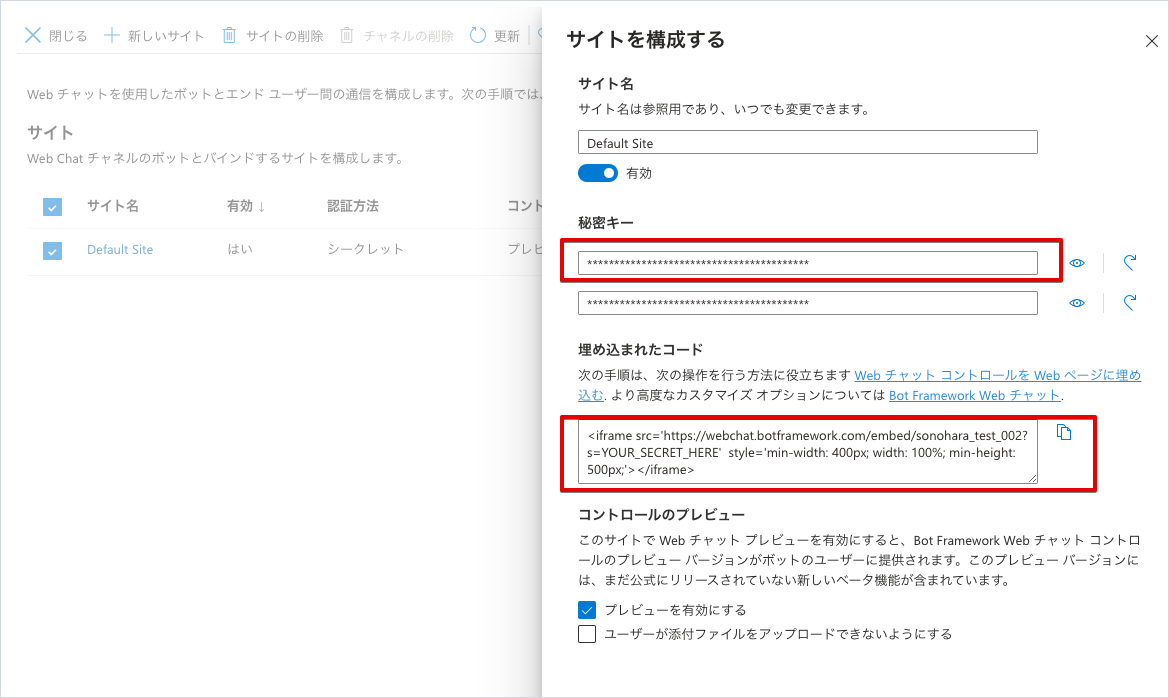 閉じる 新しいサイト サイトの削除 チャネルの削除 更新
Web チャットを使用したボットとエンド ユーザー間の通信を構成します。次の手順では、
サイト
Web Chat チャネルのボットとバインドするサイトを構成します。
サイト名 有効 ↓ 認証方法 コント
Default Site はい シークレット プレビ
サイトを構成する
サイト名
サイト名は参照用であり、いつでも変更できます。
Default Site
有効
秘密キー
*****************************************
*****************************************
埋め込まれたコード
次の手順は、次の操作を行う方法に役立ちます Web チャット コントロールを Web ページに埋め
込む. より高度なカスタマイズ オプションについては Bot Framework Web チャット.
<iframe src='https://webchat.botframework.com/embed/sonohara_test_002?
s=YOUR_SECRET_HERE'  style='min-width: 400px; width: 100%; min-height:
500px;'></iframe>
コントロールのプレビュー
このサイトで Web チャット プレビューを有効にすると、Bot Framework Web チャット コントロ
ールのプレビュー バージョンがボットのユーザーに提供されます。このプレビュー バージョンに
は、まだ公式にリリースされていない新しいベータ機能が含まれています。
プレビューを有効にする
ユーザーが添付ファイルをアップロードできないようにする